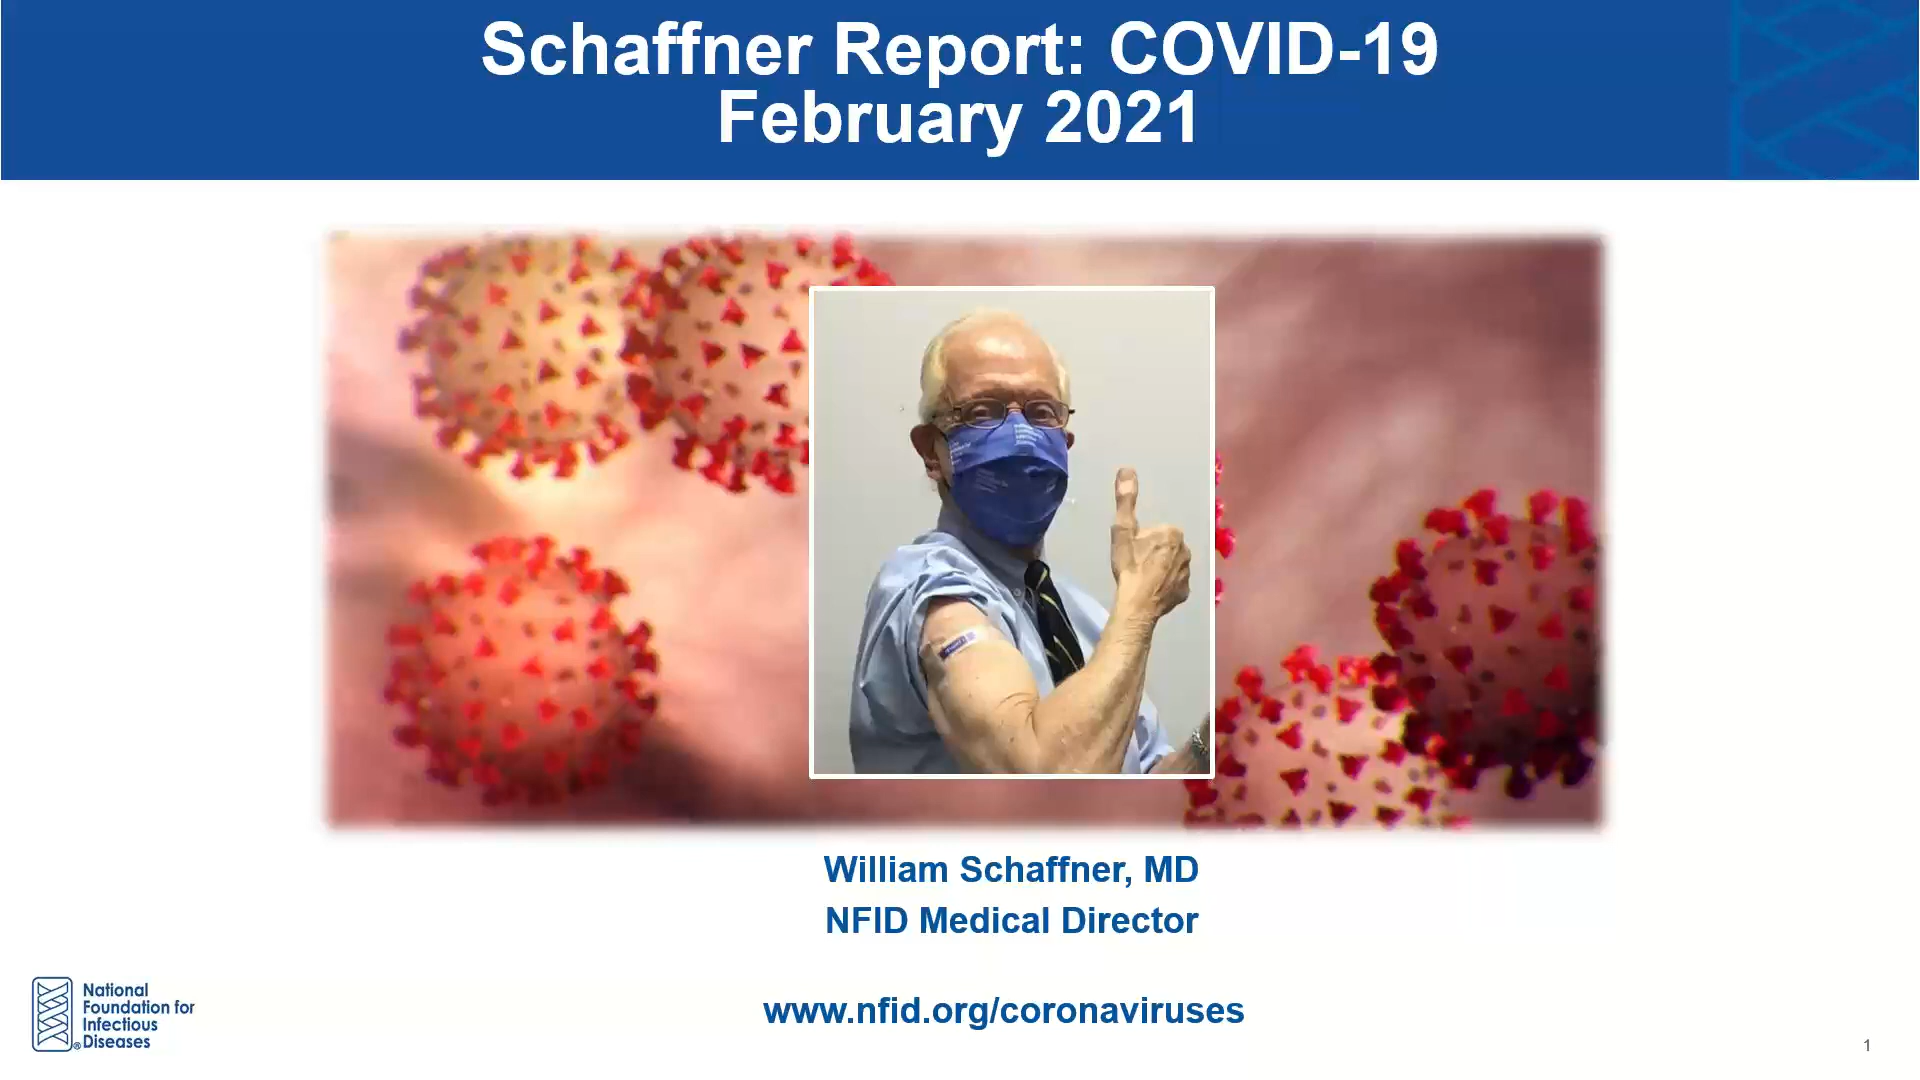 Schaffner Report: COVID-19
February 2021
William Schaffner, MD
NFID Medical Director
www.nfid.org/coronaviruses
National
Foundation for
Infectious
® Diseases
1